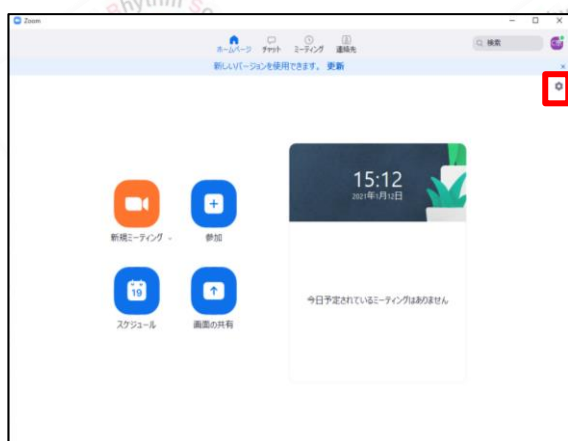 Zoom
ホームページ チャット ミーティング 連絡先
検索
新しいバージョンを使用できます。 更新
15:12
2021年1月12日
新規ミーティング
参加
19
スケジュール
画面の共有
今日予定されているミーティングはありません